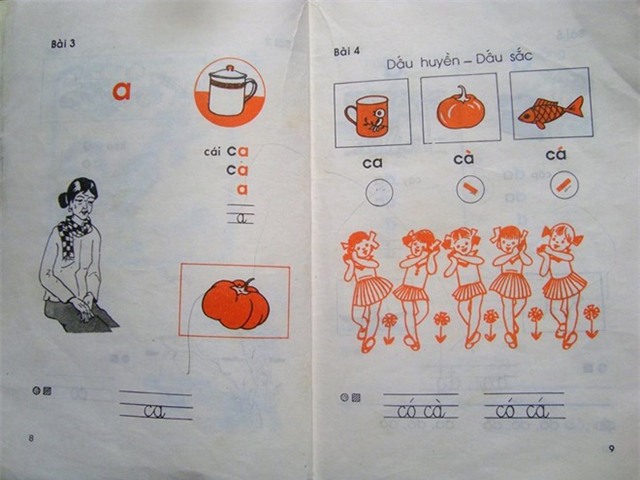 Bài 3
a
cái ca
ca
a
a
ca
8
Bài 4
Dấu huyền – Dấu sắc
ca cà cá
có cà có cá
9